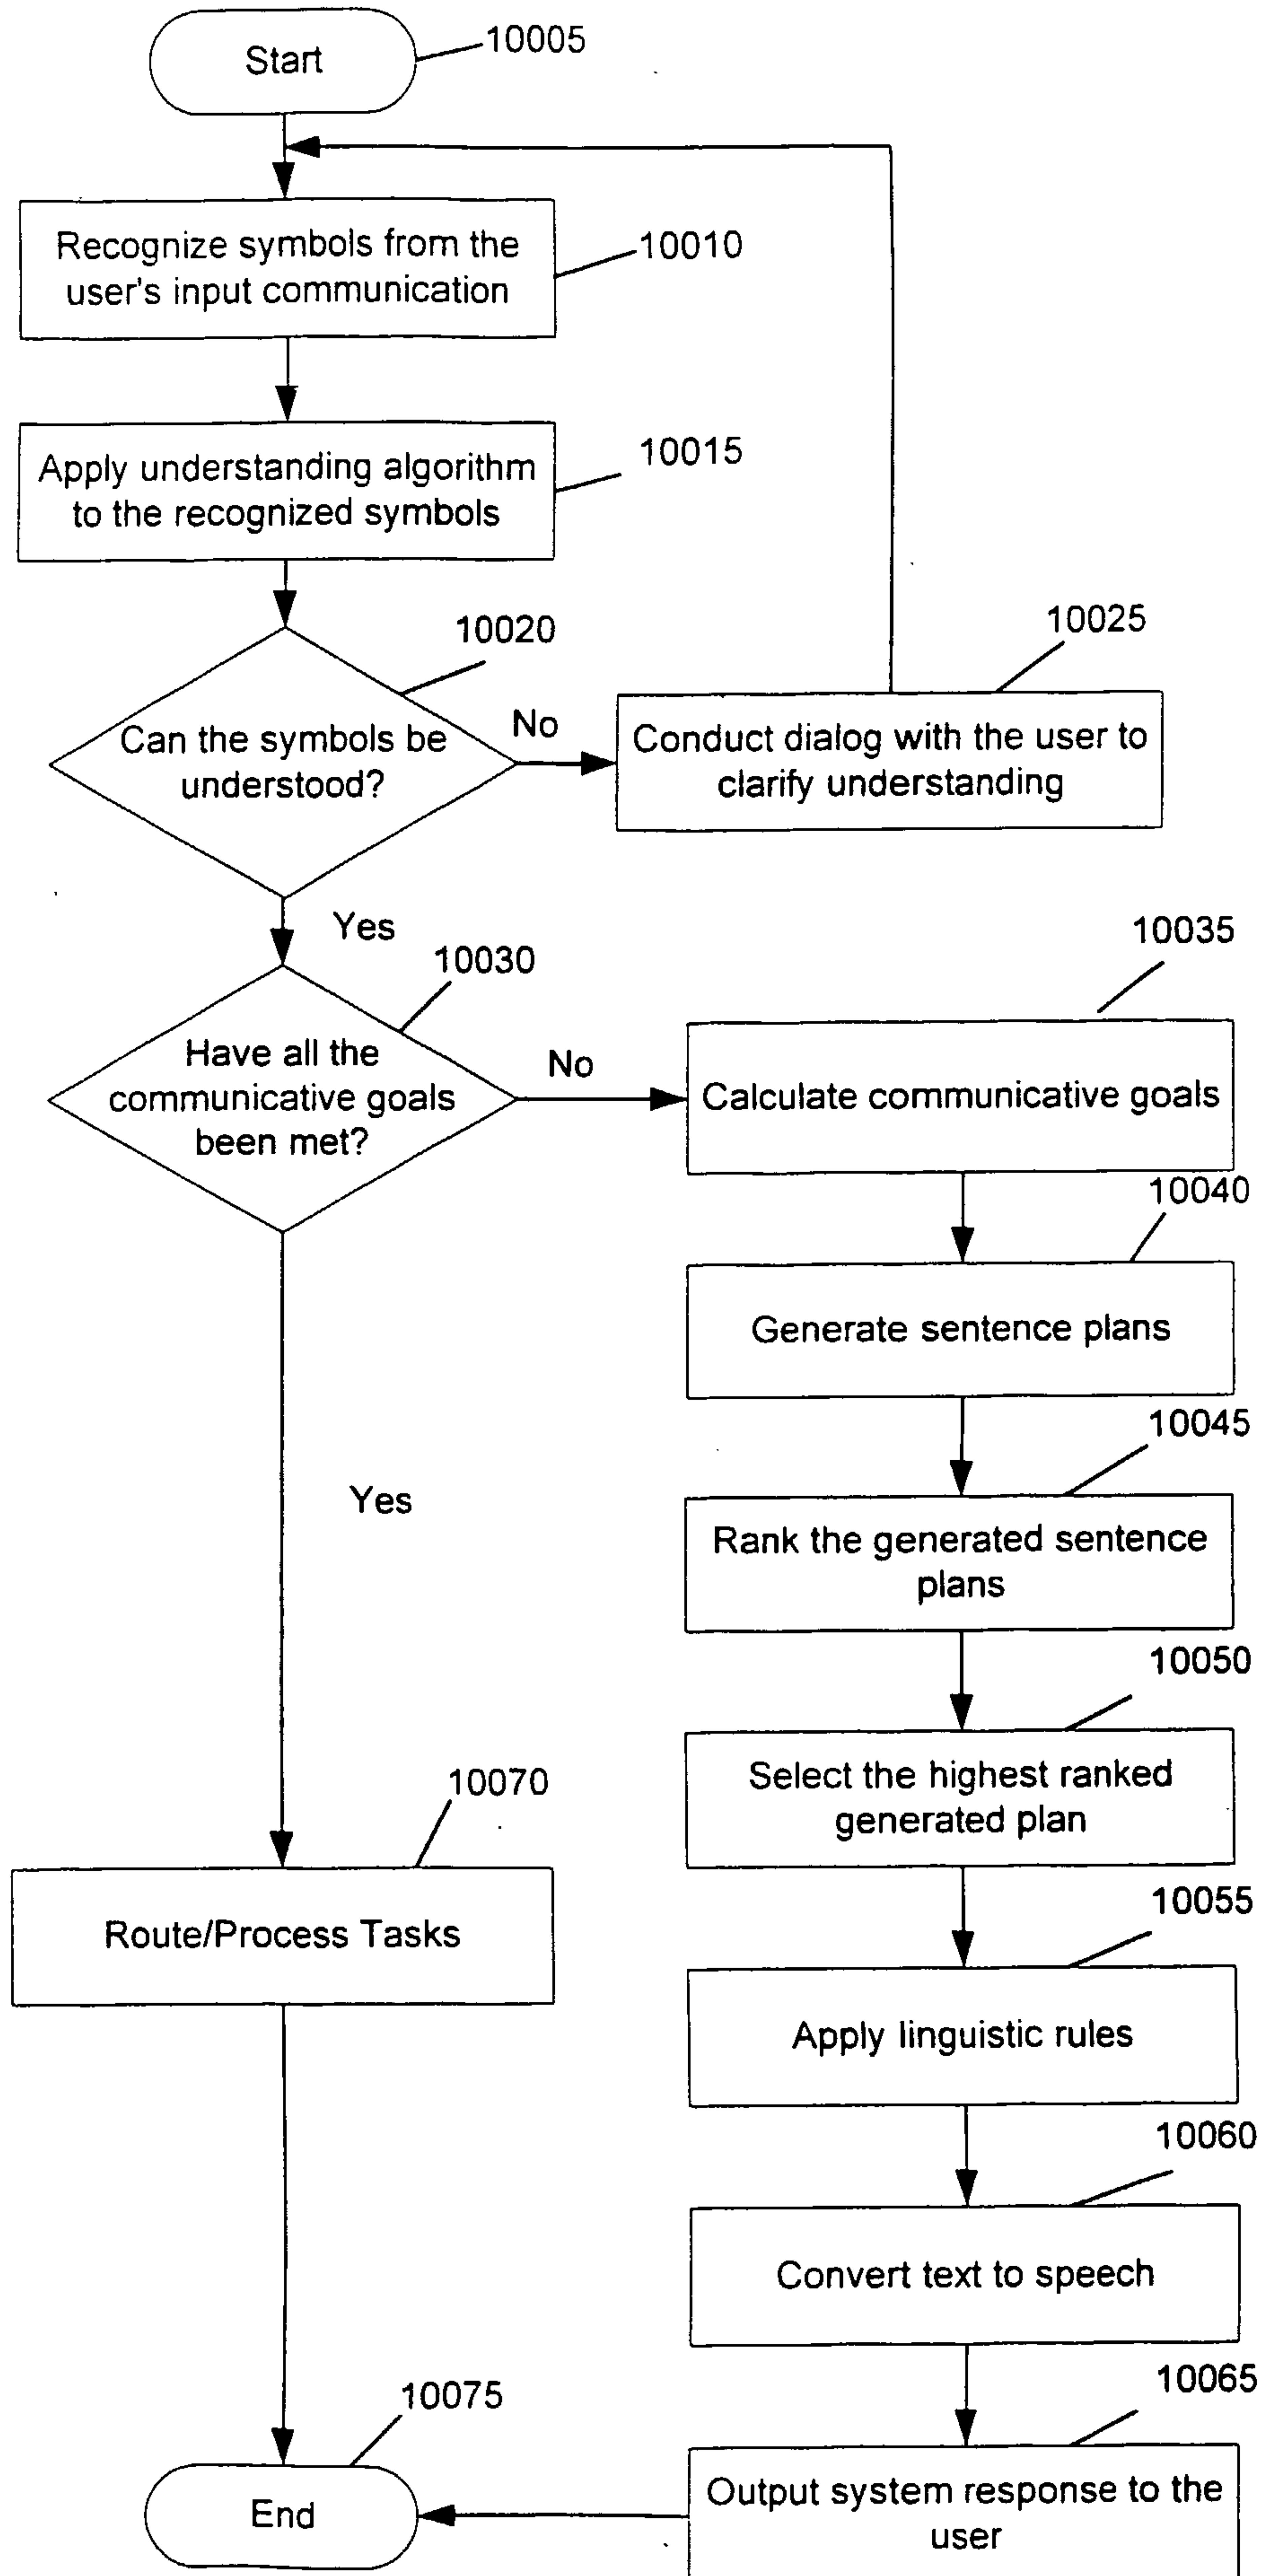 Start
10005
Recognize symbols from the
user's input communication
10010
Apply understanding algorithm
to the recognized symbols
10015
10020
Can the symbols be
understood?
No
10025
Conduct dialog with the user to
clarify understanding
Yes
10030
Have all the
communicative goals
been met?
No
10035
Calculate communicative goals
10040
Generate sentence plans
10045
Rank the generated sentence
plans
Yes
10050
Select the highest ranked
generated plan
10070
Route/Process Tasks
10055
Apply linguistic rules
10060
Convert text to speech
10065
Output system response to the
user
10075
End